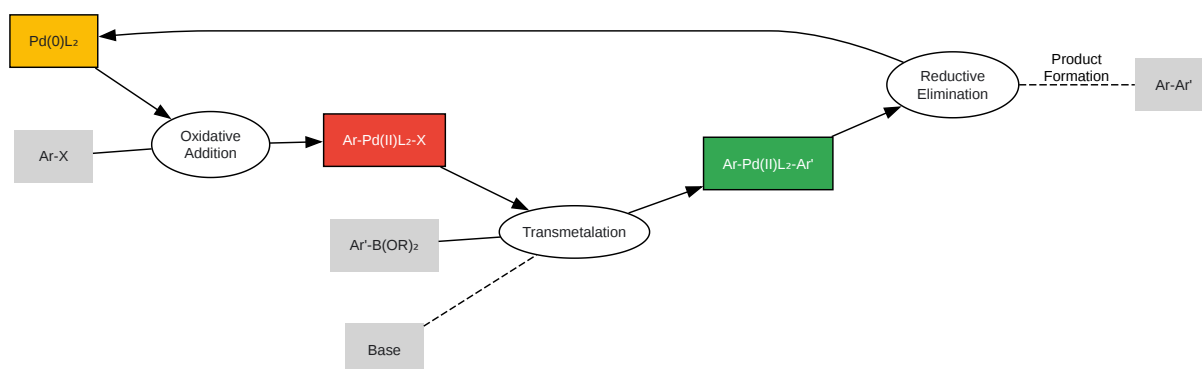 Pd(0)L₂
Ar-X
Oxidative
Addition
Ar-Pd(II)L₂-X
Ar'-B(OR)₂
Base
Transmetalation
Ar-Pd(II)L₂-Ar'
Reductive
Elimination
Product
Formation
Ar-Ar'